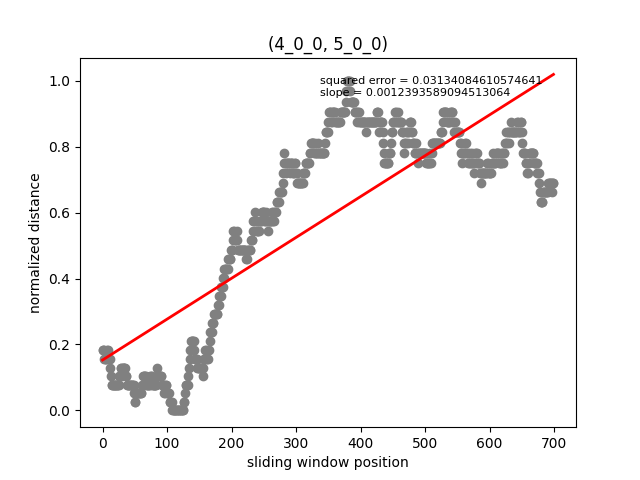 (4_0_0, 5_0_0)
squared error = 0.03134084610574641
slope = 0.0012393589094513064
1.0
0.8
0.6
0.4
0.2
0.0
normalized distance
0 100 200 300 400 500 600 700
sliding window position